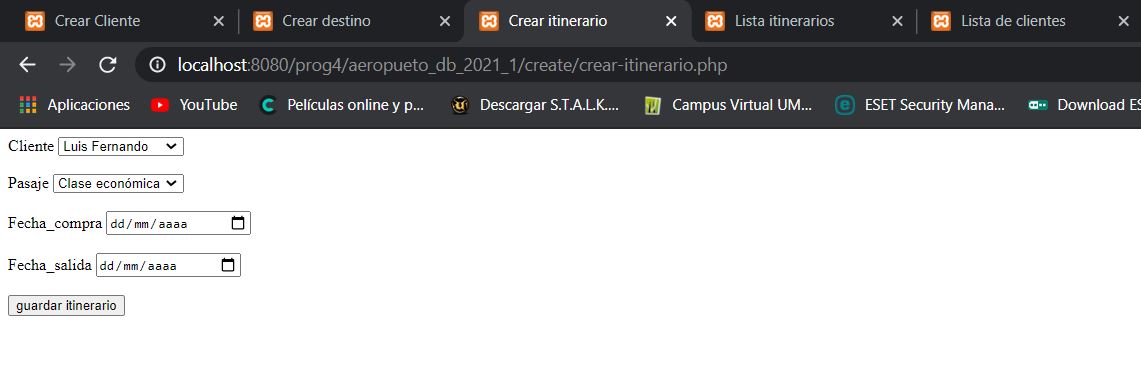 Crear Cliente Crear destino Crear itinerario Lista itinerarios Lista de clientes
localhost:8080/prog4/aeropueto_db_2021_1/create/crear-itinerario.php
Aplicaciones YouTube Películas online y p... Descargar S.T.A.L.K.... Campus Virtual UM... ESET Security Mana... Download ES
Cliente Luis Fernando
Pasaje Clase económica
Fecha_compra dd/mm/aaaa
Fecha_salida dd/mm/aaaa
guardar itinerario